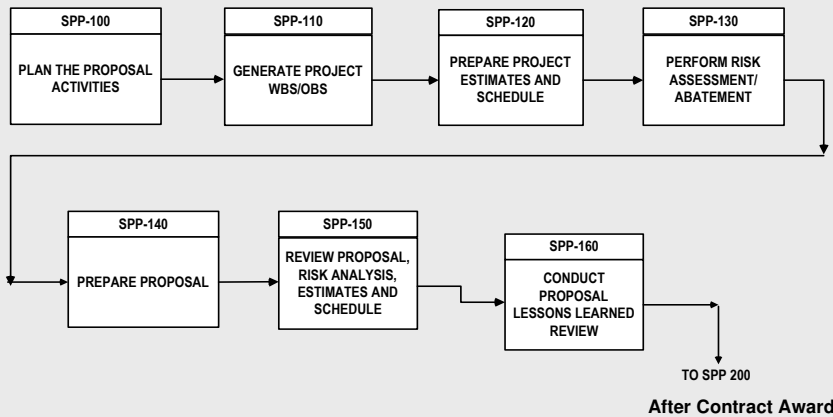 SPP-100
PLAN THE PROPOSAL
ACTIVITIES
SPP-110
GENERATE PROJECT
WBS/OBS
SPP-120
PREPARE PROJECT
ESTIMATES AND
SCHEDULE
SPP-130
PERFORM RISK
ASSESSMENT/
ABATEMENT
SPP-140
PREPARE PROPOSAL
SPP-150
REVIEW PROPOSAL,
RISK ANALYSIS,
ESTIMATES AND
SCHEDULE
SPP-160
CONDUCT
PROPOSAL
LESSONS LEARNED
REVIEW
TO SPP 200
After Contract Award